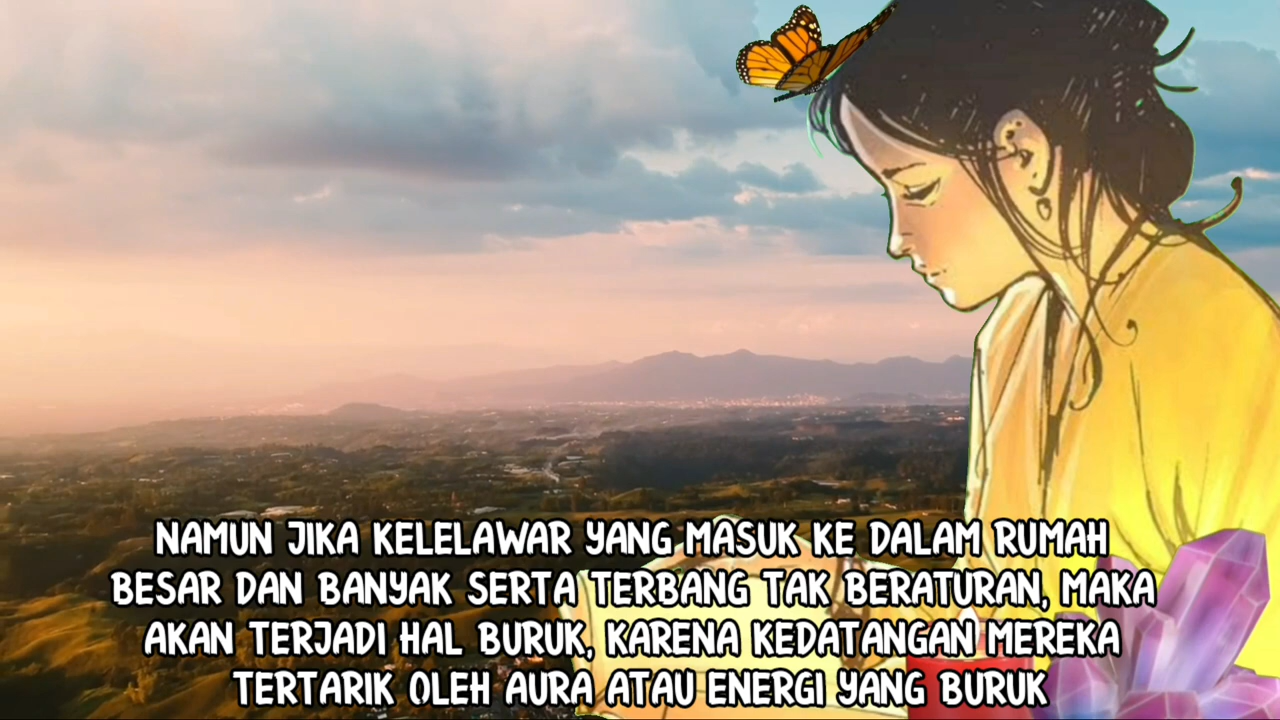 NAMUN JIKA KELELAWAR YANG MASUK KE DALAM RUMAH
BESAR DAN BANYAK SERTA TERBANG TAK BERATURAN, MAKA
AKAN TERJADI HAL BURUK, KARENA KEDATANGAN MEREKA
TERTARIK OLEH AURA ATAU ENERGI YANG BURUK